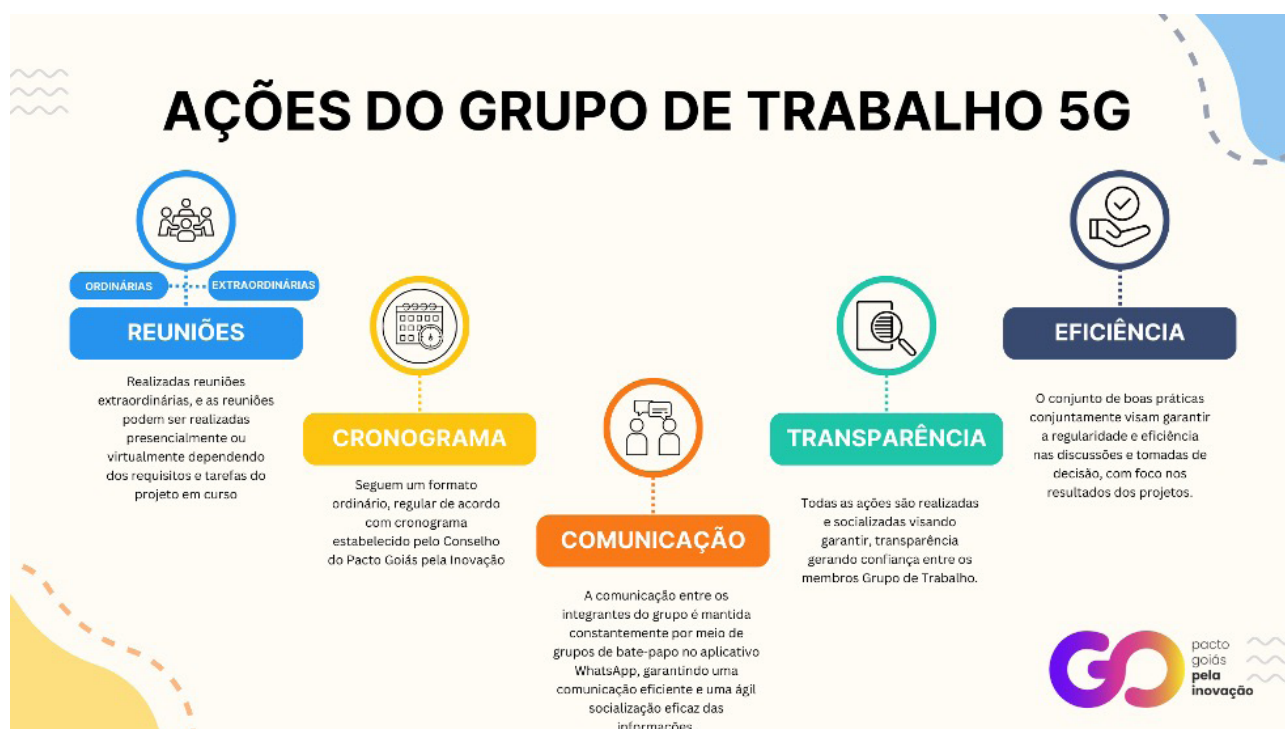 AÇÕES DO GRUPO DE TRABALHO 5G
ORDINÁRIAS
EXTRAORDINÁRIAS
REUNIÕES
Realizadas reuniões
extraordinárias, e as reuniões
podem ser realizadas
presencialmente ou
virtualmente dependendo
dos requisitos e tarefas do
projeto em curso
CRONOGRAMA
Seguem um formato
ordinário, regular de acordo
com cronograma
estabelecido pelo Conselho
do Pacto Goiás pela Inovação
COMUNICAÇÃO
A comunicação entre os
integrantes do grupo é mantida
constantemente por meio de
grupos de bate-papo no aplicativo
WhatsApp, garantindo uma
comunicação eficiente e uma ágil
socialização eficaz das
informações
TRANSPARÊNCIA
Todas as ações são realizadas
e socializadas visando
garantir, transparência
gerando confiança entre os
membros Grupo de Trabalho.
EFICIÊNCIA
O conjunto de boas práticas
conjuntamente visam garantir
a regularidade e eficiência
nas discussões e tomadas de
decisão, com foco nos
resultados dos projetos.
GO
pacto
goiás
pela
inovação